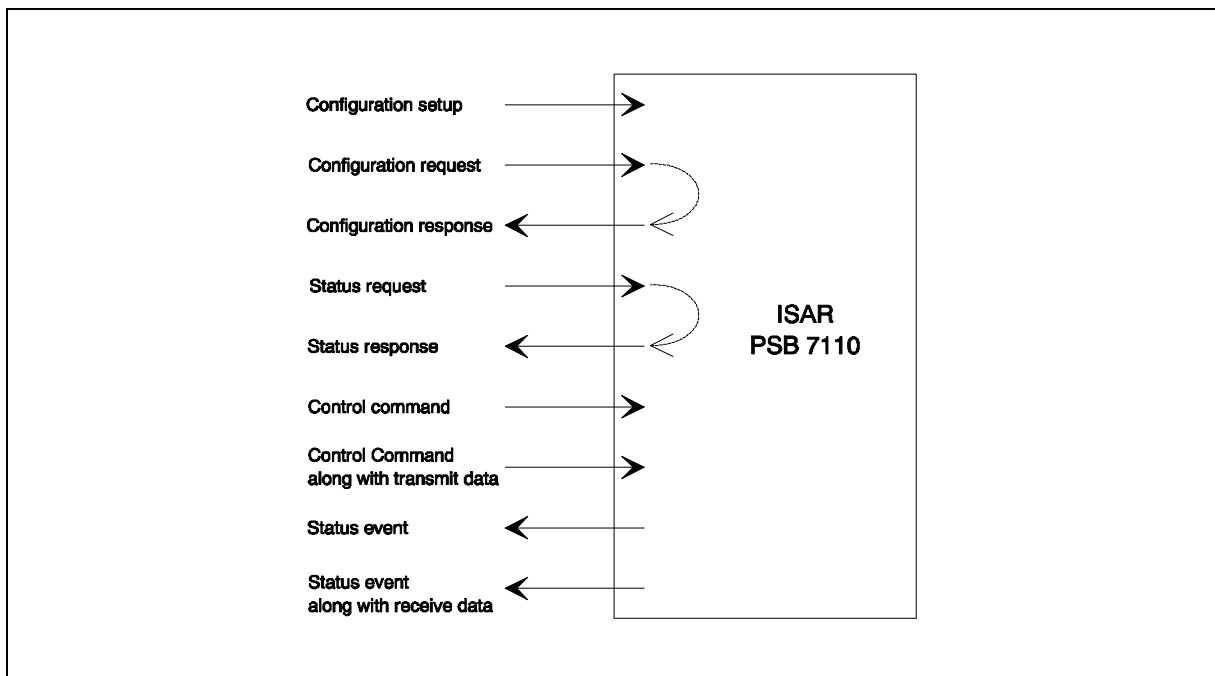 Configuration setup
Configuration request
Configuration response
Status request
Status response
Control command
Control Command
along with transmit data
Status event
Status event
along with receive data
ISAR
PSB 7110